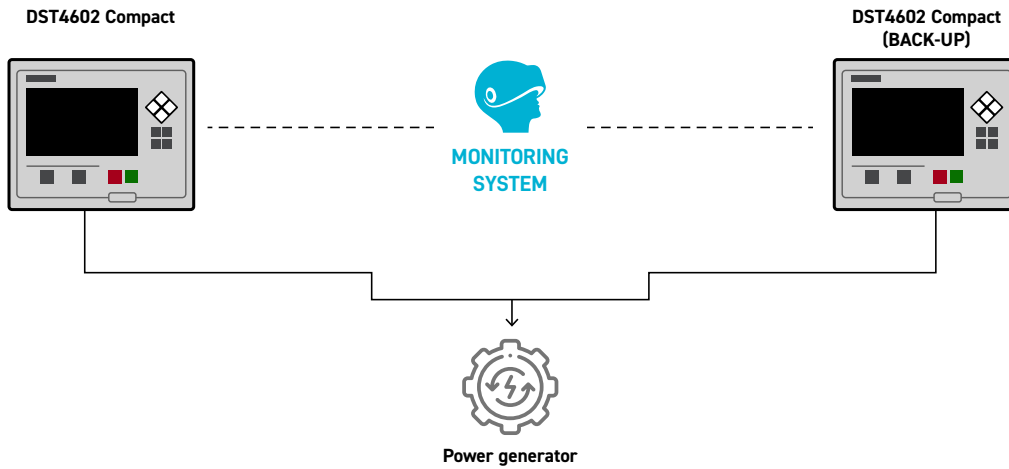 DST4602 Compact
DST4602 Compact
(BACK-UP)
MONITORING
SYSTEM
Power generator